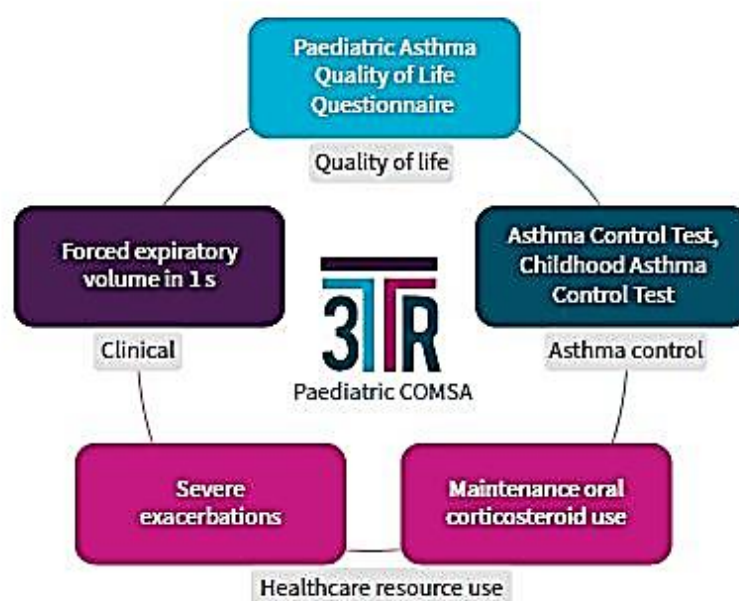 Paediatric Asthma
Quality of Life
Questionnaire
Quality of life
Forced expiratory
volume in 1 s
Clinical
Asthma Control Test,
Childhood Asthma
Control Test
Asthma control
3TR
Paediatric COMSA
Severe
exacerbations
Maintenance oral
corticosteroid use
Healthcare resource use